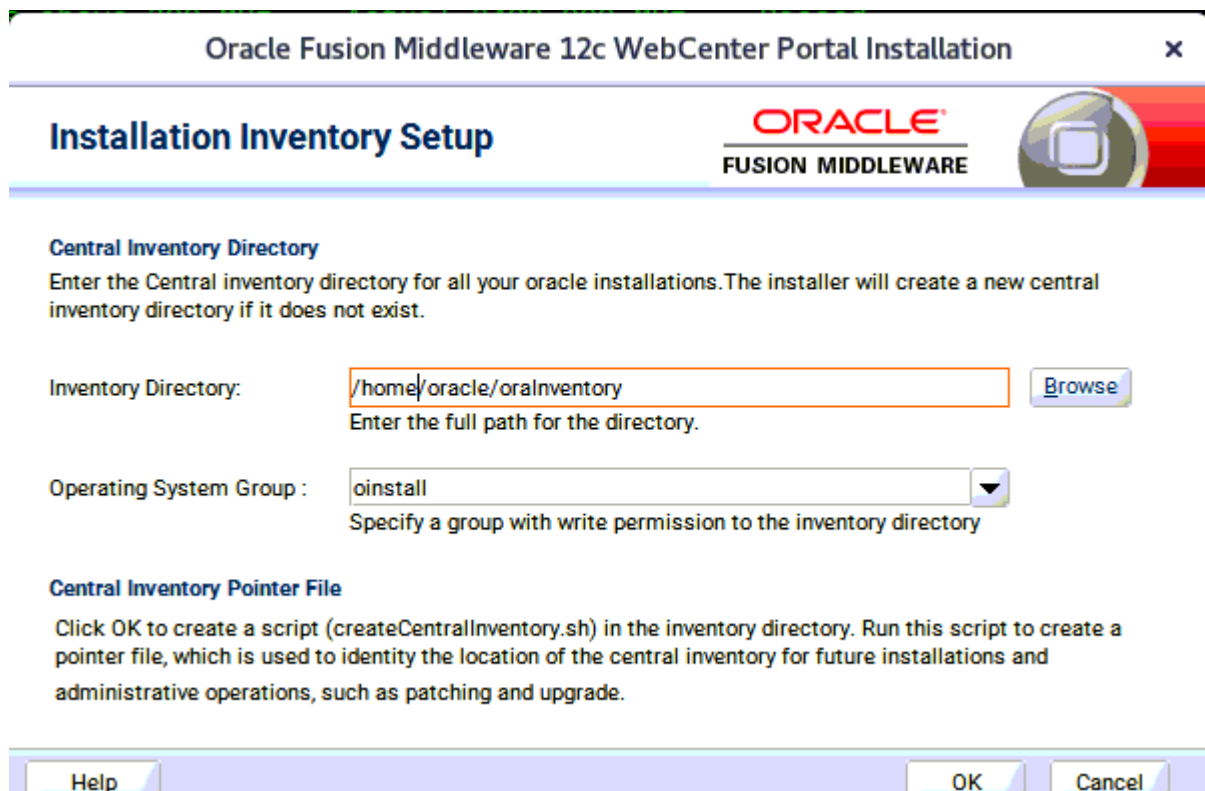 Oracle Fusion Middleware 12c WebCenter Portal Installation
Installation Inventory Setup
ORACLE
FUSION MIDDLEWARE
Central Inventory Directory
Enter the Central inventory directory for all your oracle installations.The installer will create a new central
inventory directory if it does not exist.
Inventory Directory: /home/oracle/oraInventory Browse
Enter the full path for the directory.
Operating System Group : oinstall
Specify a group with write permission to the inventory directory
Central Inventory Pointer File
Click OK to create a script (createCentralInventory.sh) in the inventory directory. Run this script to create a
pointer file, which is used to identity the location of the central inventory for future installations and
administrative operations, such as patching and upgrade.
Help OK Cancel